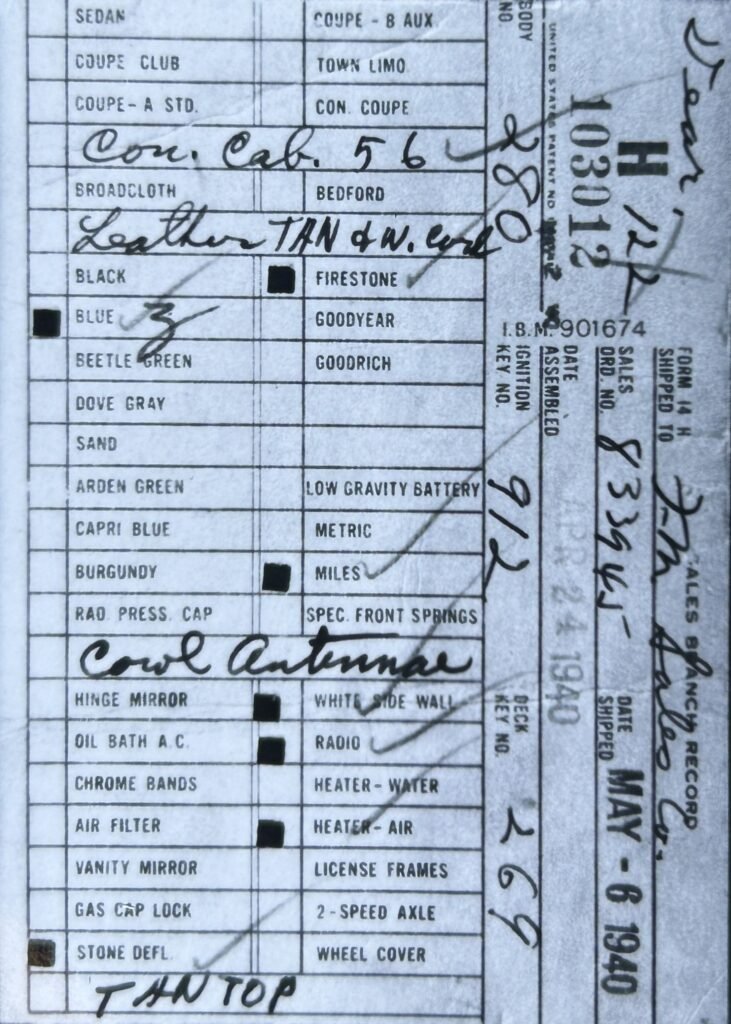 SEDAN COUPE - B AUX
COUPE CLUB TOWN LIMO.
COUPE - A STD. CON. COUPE
Con. Cab. 56
BROADCLOTH BEDFORD
Leather TAN & W. Cord
BLACK FIRESTONE
BLUE GOODYEAR
BEETLE GREEN GOODRICH
DOVE GRAY
SAND
ARDEN GREEN LOW GRAVITY BATTERY
CAPRI BLUE METRIC
BURGUNDY MILES
RAD. PRESS. CAP SPEC. FRONT SPRINGS
Cowl Antennae
HINGE MIRROR WHITE SIDE WALL
OIL BATH A.C. RADIO
CHROME BANDS HEATER - WATER
AIR FILTER HEATER - AIR
VANITY MIRROR LICENSE FRAMES
GAS CAP LOCK 2 - SPEED AXLE
STONE DEFL. WHEEL COVER
TAN TOP
BODY NO. 280
IGNITION KEY NO. 912
DECK KEY NO. 269
UNITED STATES PATENT NO.
I.B.M. 901674
DATE ASSEMBLED APR 24 1940
103012
H 122
SALES ORD. NO. 833945
DATE SHIPPED MAY - 6 1940
FORM 14 H
SALES BRANCH RECORD
SHIPPED TO
Sales Co.